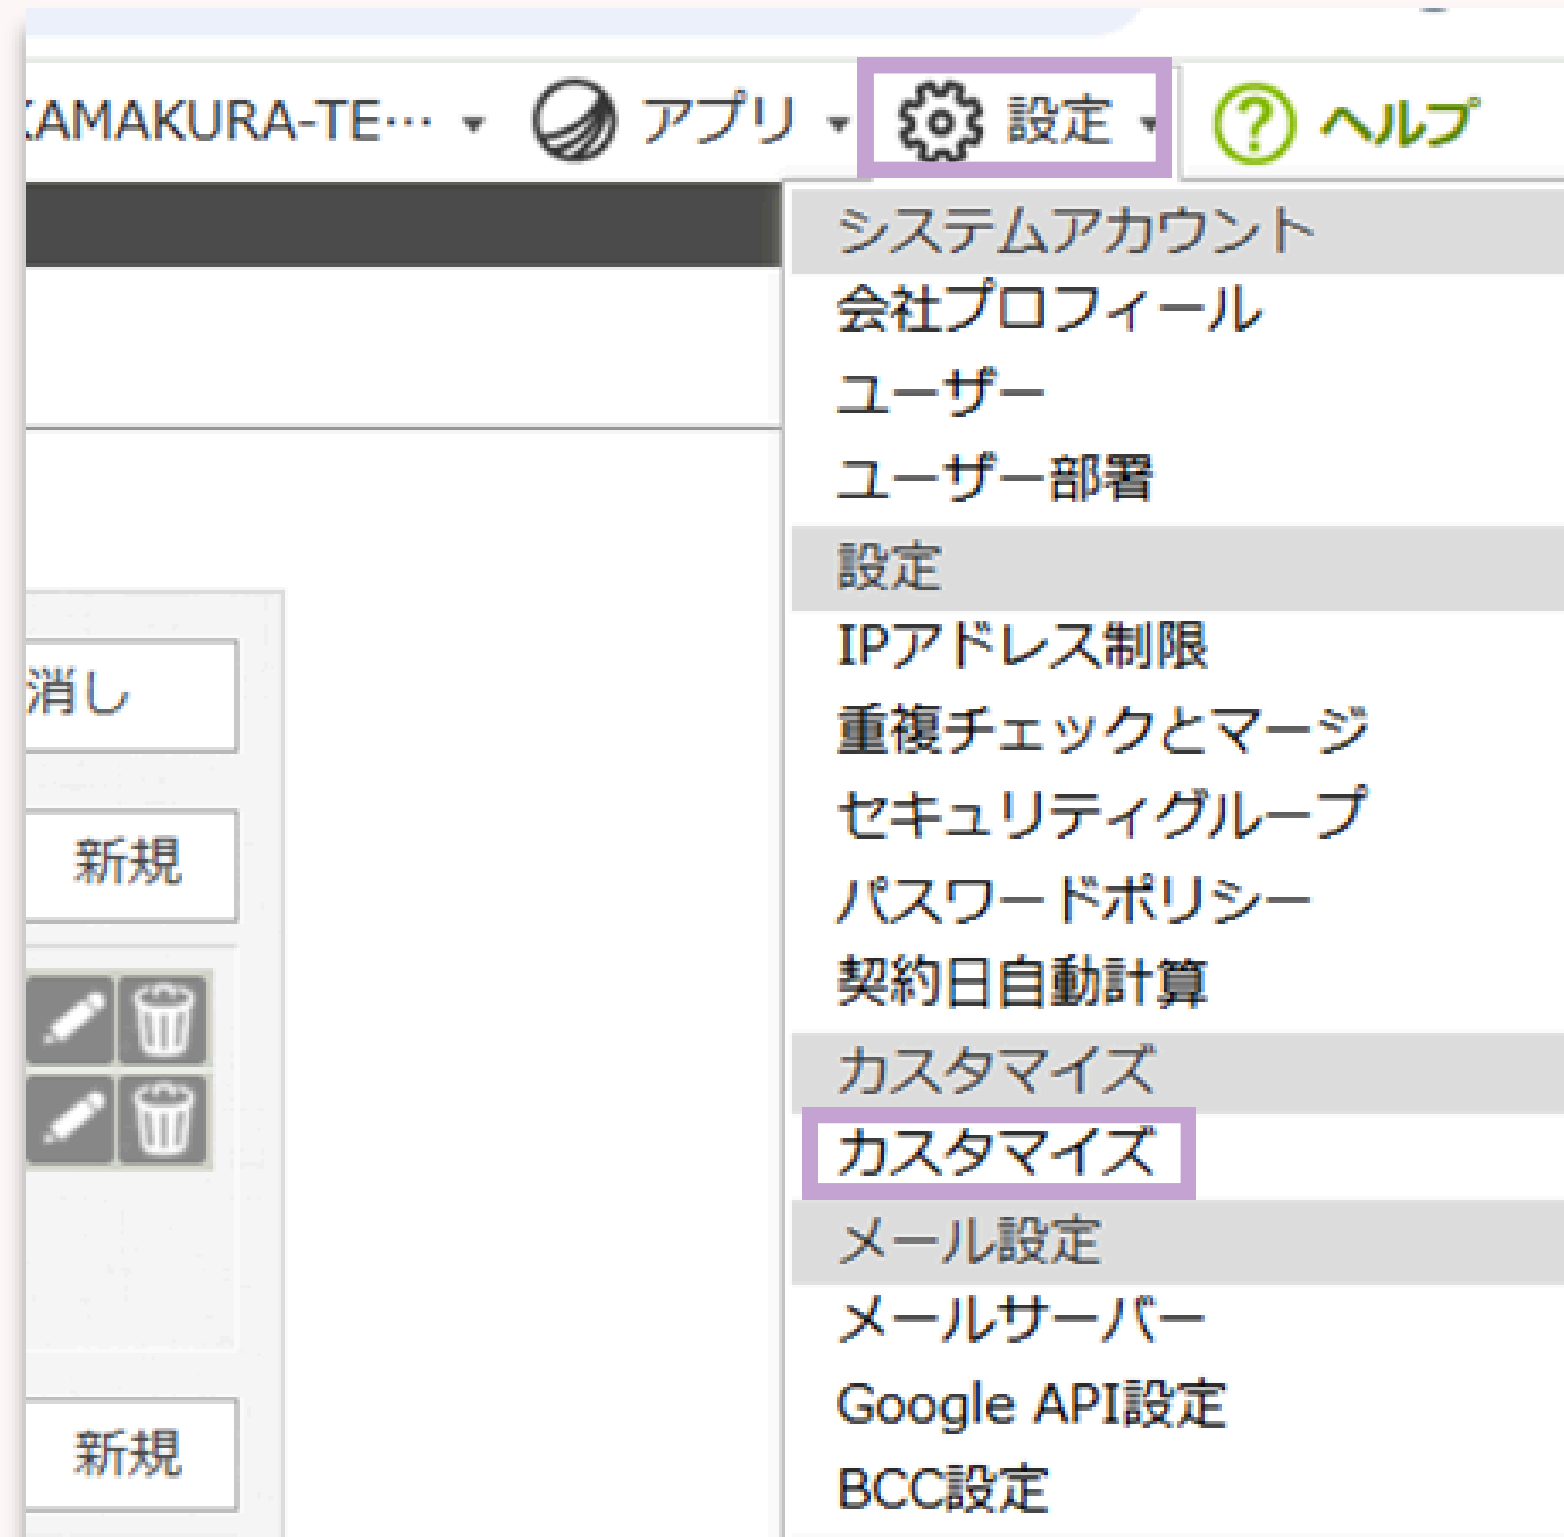 KAMAKURA-TE… アプリ 設定 ? ヘルプ
システムアカウント
会社プロフィール
ユーザー
ユーザー部署
設定
IPアドレス制限
重複チェックとマージ
セキュリティグループ
パスワードポリシー
契約日自動計算
カスタマイズ
カスタマイズ
メール設定
メールサーバー
Google API設定
BCC設定
消し
新規
新規